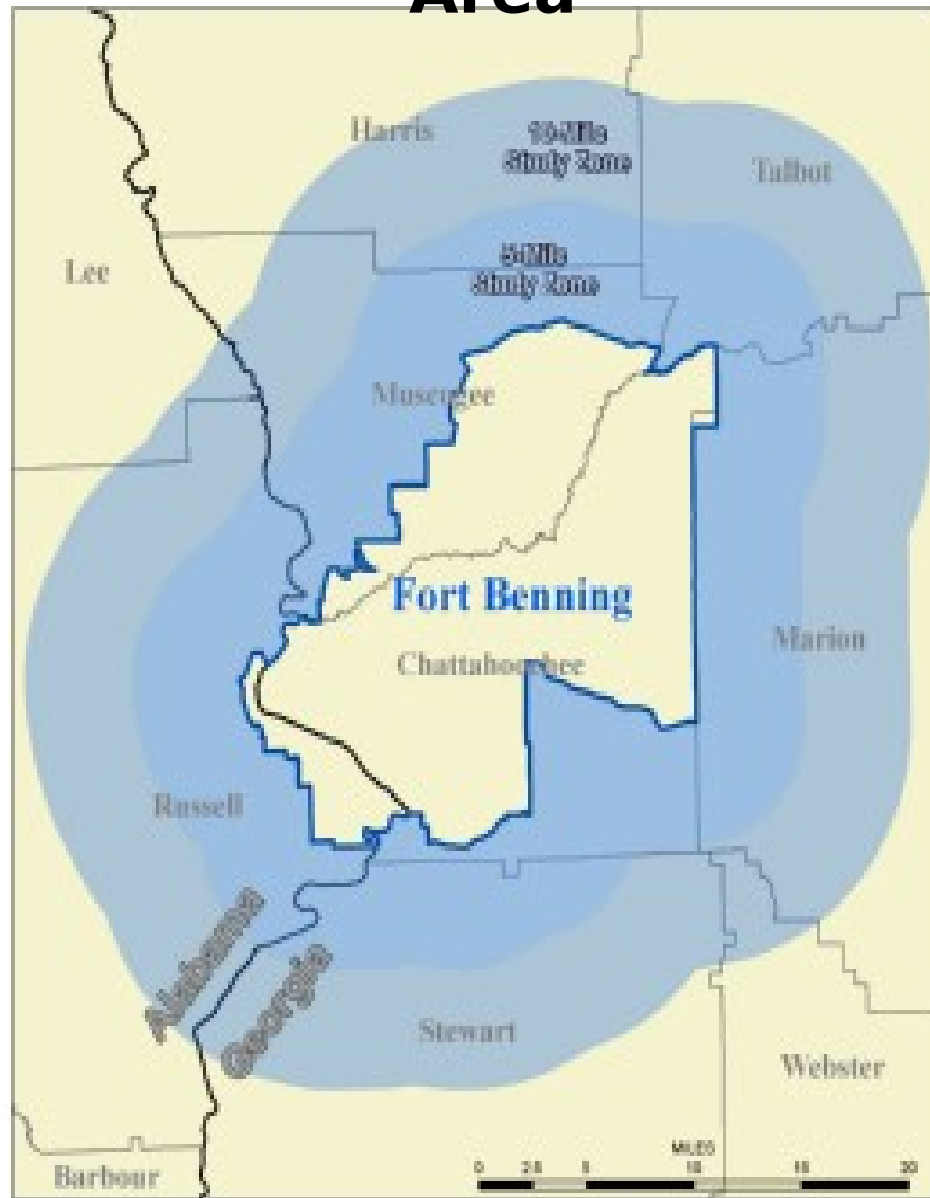 Area
Harris
10-Mile
Study Zone
Talbot
Lee
5-Mile
Study Zone
Muscogee
Fort Benning
Chattahoochee
Marion
Russell
Alabama
Georgia
Stewart
Webster
Barbour
MILES
0 2.5 5 10 15 20